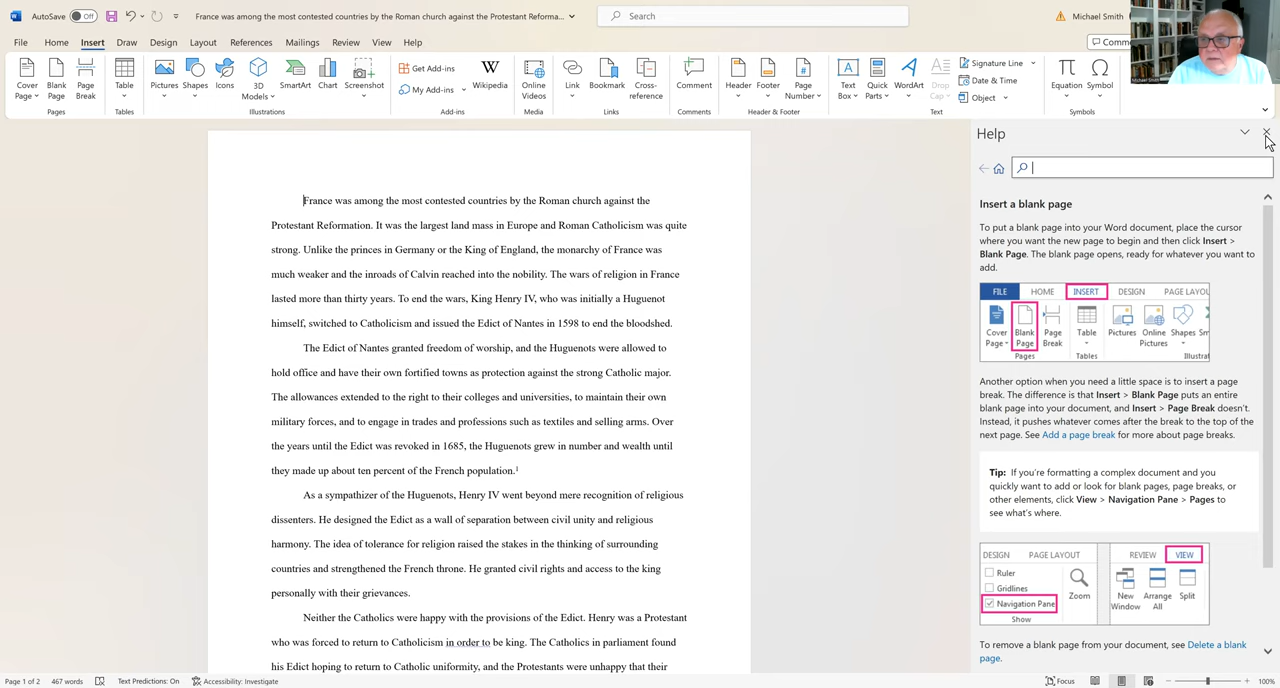 AutoSave Off
France was among the most contested countries by the Roman church against the Protestant Reforma...
Search
Michael Smith
File Home Insert Draw Design Layout References Mailings Review View Help
Comme
Cover Page
Blank Page
Page Break
Pages
Table
Tables
Pictures
Shapes
Icons
3D Models
SmartArt
Chart
Screenshot
Illustrations
Get Add-ins
My Add-ins
Wikipedia
Add-ins
Online Videos
Media
Link
Bookmark
Cross-reference
Links
Comment
Comments
Header
Footer
Page Number
Header & Footer
Text Box
Quick Parts
WordArt
Drop Cap
Signature Line
Date & Time
Object
Text
Equation
Symbol
Symbols
France was among the most contested countries by the Roman church against the
Protestant Reformation. It was the largest land mass in Europe and Roman Catholicism was quite
strong. Unlike the princes in Germany or the King of England, the monarchy of France was
much weaker and the inroads of Calvin reached into the nobility. The wars of religion in France
lasted more than thirty years. To end the wars, King Henry IV, who was initially a Huguenot
himself, switched to Catholicism and issued the Edict of Nantes in 1598 to end the bloodshed.
The Edict of Nantes granted freedom of worship, and the Huguenots were allowed to
hold office and have their own fortified towns as protection against the strong Catholic major.
The allowances extended to the right to their colleges and universities, to maintain their own
military forces, and to engage in trades and professions such as textiles and selling arms. Over
the years until the Edict was revoked in 1685, the Huguenots grew in number and wealth until
they made up about ten percent of the French population.¹
As a sympathizer of the Huguenots, Henry IV went beyond mere recognition of religious
dissenters. He designed the Edict as a wall of separation between civil unity and religious
harmony. The idea of tolerance for religion raised the stakes in the thinking of surrounding
countries and strengthened the French throne. He granted civil rights and access to the king
personally with their grievances.
Neither the Catholics were happy with the provisions of the Edict. Henry was a Protestant
who was forced to return to Catholicism in order to be king. The Catholics in parliament found
his Edict hoping to return to Catholic uniformity, and the Protestants were unhappy that their
Help
Insert a blank page
To put a blank page into your Word document, place the cursor
where you want the new page to begin and then click Insert >
Blank Page. The blank page opens, ready for whatever you want to
add.
FILE HOME INSERT DESIGN PAGE LAYOU
Cover Page
Blank Page
Page Break
Pages
Table
Tables
Pictures
Online Pictures
Shapes
Sm
Illustrat
Another option when you need a little space is to insert a page
break. The difference is that Insert > Blank Page puts an entire
blank page into your document, and Insert > Page Break doesn't.
Instead, it pushes whatever comes after the break to the top of the
next page. See Add a page break for more about page breaks.
Tip: If you're formatting a complex document and you
quickly want to add or look for blank pages, page breaks, or
other elements, click View > Navigation Pane > Pages to
see what's where.
DESIGN PAGE LAYOUT
Ruler
Gridlines
Navigation Pane
Show
Zoom
REVIEW VIEW
New Window
Arrange All
Split
To remove a blank page from your document, see Delete a blank
page.
Page 1 of 2 467 words Text Predictions: On Accessibility: Investigate
Focus
100%